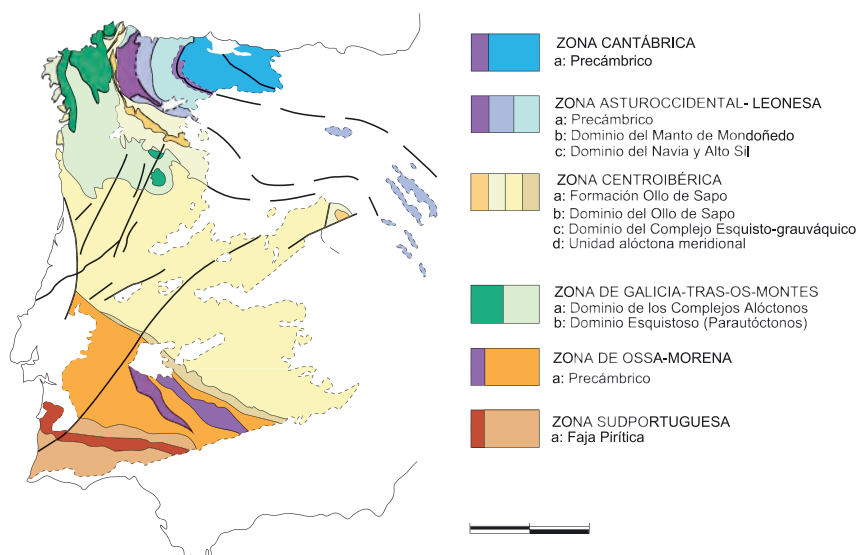 ZONA CANTÁBRICA
a: Precámbrico
ZONA ASTUROCCIDENTAL- LEONESA
a: Precámbrico
b: Dominio del Manto de Mondoñedo
c: Dominio del Navia y Alto Sil
ZONA CENTROIBÉRICA
a: Formación Ollo de Sapo
b: Dominio del Ollo de Sapo
c: Dominio del Complejo Esquisto-grauváquico
d: Unidad alóctona meridional
ZONA DE GALICIA-TRAS-OS-MONTES
a: Dominio de los Complejos Alóctonos
b: Dominio Esquistoso (Parautóctonos)
ZONA DE OSSA-MORENA
a: Precámbrico
ZONA SUDPORTUGUESA
a: Faja Pirítica